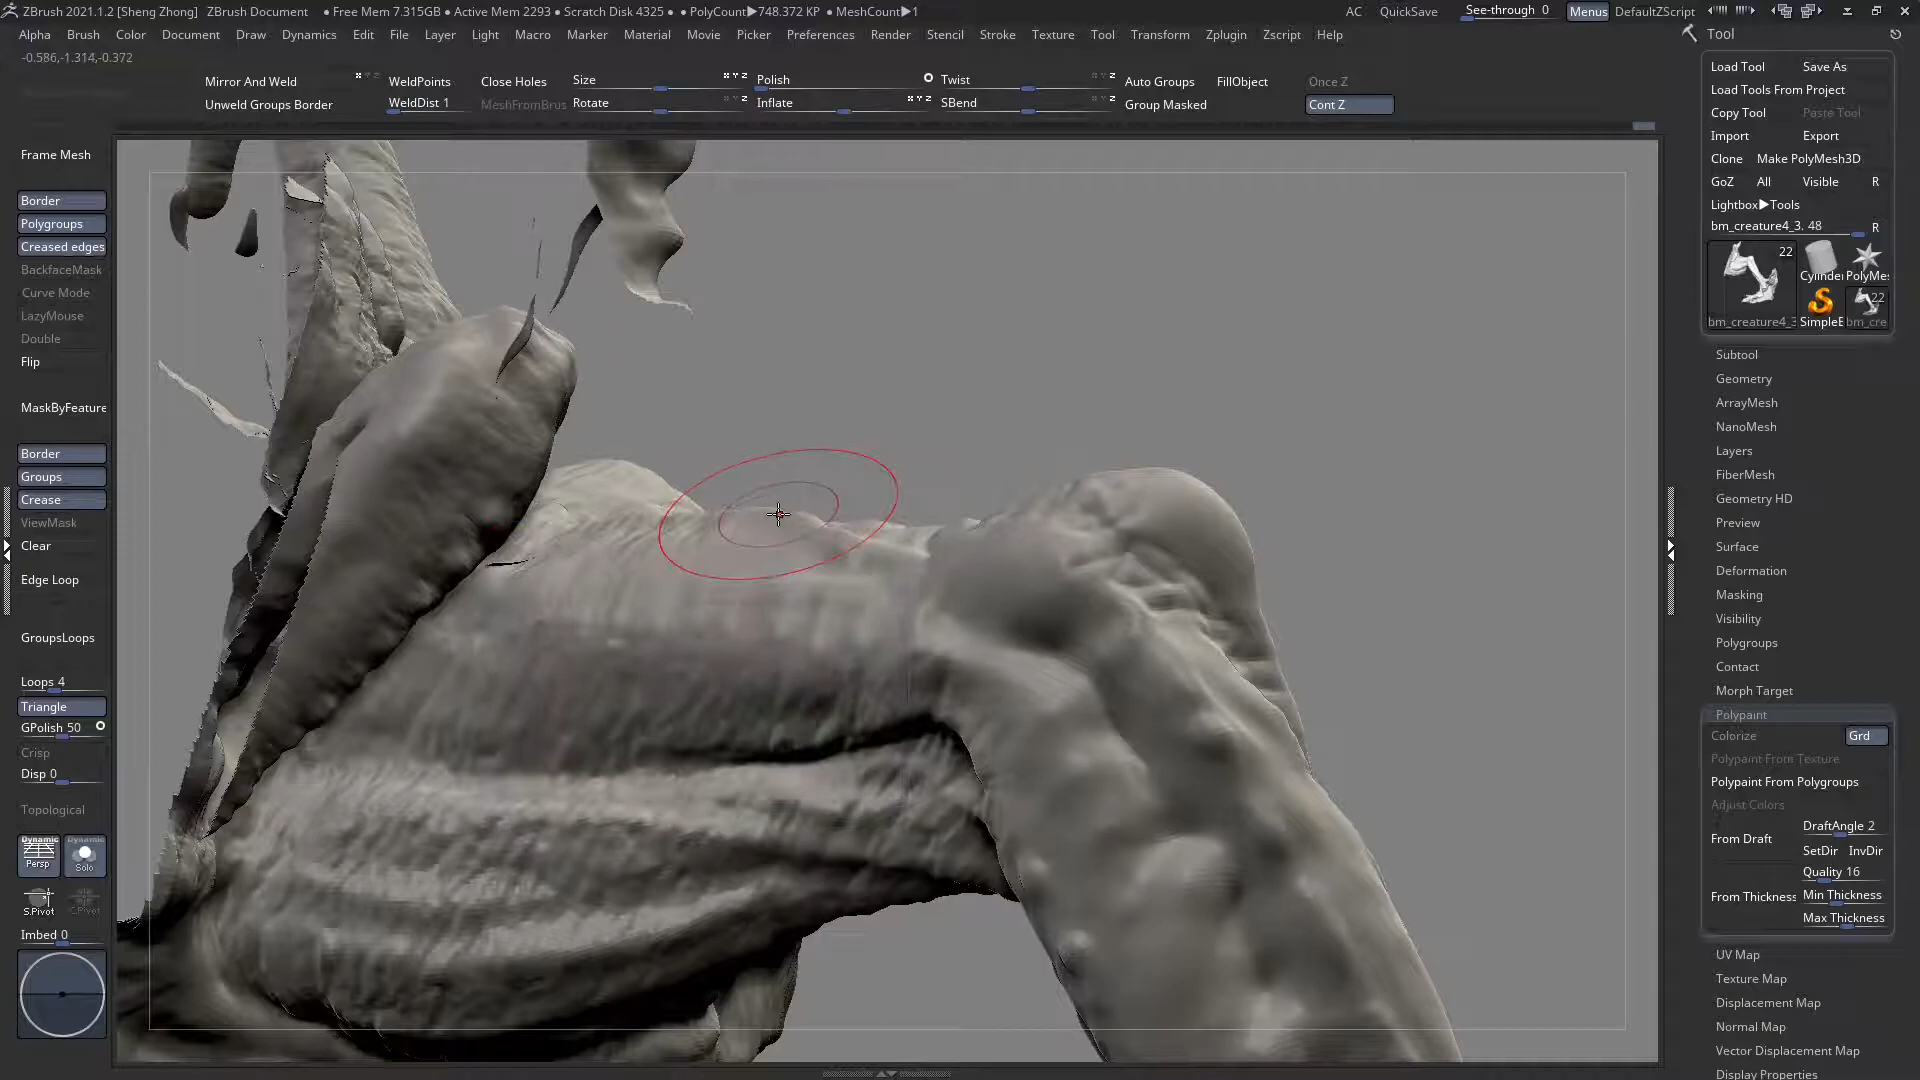 ZBrush 2021.1.2 [Sheng Zhong] ZBrush Document • Free Mem 7.315GB • Active Mem 2293 • Scratch Disk 4325 • PolyCount▶748.372 KP • MeshCount▶1 AC QuickSave See-through 0 Menus DefaultZScript
Alpha Brush Color Document Draw Dynamics Edit File Layer Light Macro Marker Material Movie Picker Preferences Render Stencil Stroke Texture Tool Transform Zplugin Zscript Help
-0.586,-1.314,-0.372
Mirror And Weld WeldPoints Close Holes Size Polish Twist Auto Groups FillObject Once Z
Unweld Groups Border WeldDist 1 MeshFromBrus Rotate Inflate SBend Group Masked Cont Z
Frame Mesh
Border
Polygroups
Creased edges
BackfaceMask
Curve Mode
LazyMouse
Double
Flip
MaskByFeature
Border
Groups
Crease
ViewMask
Clear
Edge Loop
GroupsLoops
Loops 4
Triangle
GPolish 50
Crisp
Disp 0
Topological
Dynamic Dynamic
Persp Solo
S.Pivot C.Pivot
Imbed 0
Tool
Load Tool Save As
Load Tools From Project
Copy Tool Paste Tool
Import Export
Clone Make PolyMesh3D
GoZ All Visible R
Lightbox▶Tools
bm_creature4_3. 48 R
22
Cylinder PolyMes
22
bm_creature4_3 SimpleE bm_cre
Subtool
Geometry
ArrayMesh
NanoMesh
Layers
FiberMesh
Geometry HD
Preview
Surface
Deformation
Masking
Visibility
Polygroups
Contact
Morph Target
Polypaint
Colorize Grd
Polypaint From Texture
Polypaint From Polygroups
Adjust Colors
From Draft DraftAngle 2
SetDir InvDir
Quality 16
From Thickness Min Thickness
Max Thickness
UV Map
Texture Map
Displacement Map
Normal Map
Vector Displacement Map
Display Properties